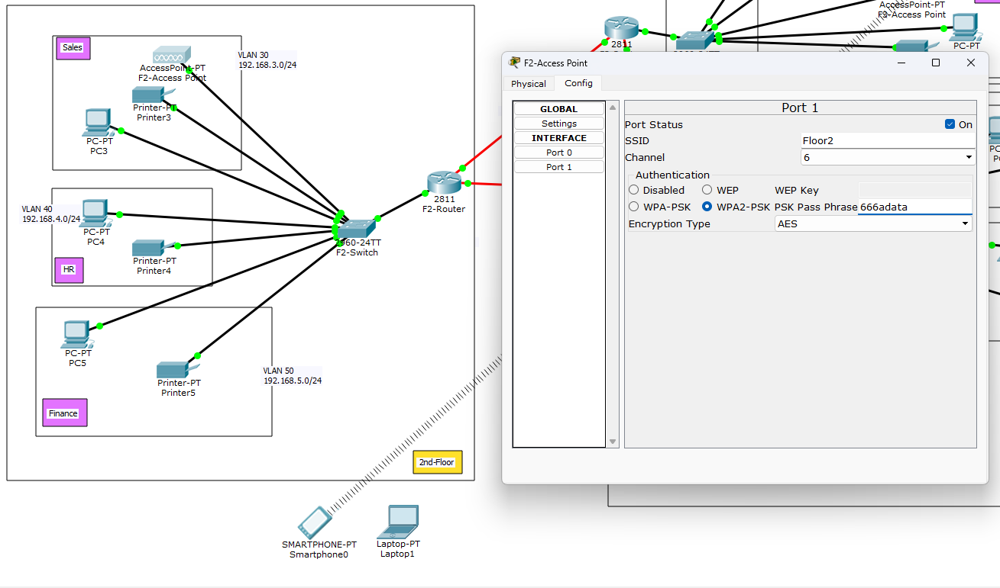 Sales
AccessPoint-PT
F2-Access Point
VLAN 30
192.168.3.0/24
Printer-PT
Printer3
PC-PT
PC3
VLAN 40
192.168.4.0/24
PC-PT
PC4
Printer-PT
Printer4
HR
PC-PT
PC5
Printer-PT
Printer5
VLAN 50
192.168.5.0/24
Finance
2960-24TT
F2-Switch
2811
F2-Router
2nd-Floor
SMARTPHONE-PT
Smartphone0
Laptop-PT
Laptop1
2811
AccessPoint-PT
F3-Access Point
PC-PT
F2-Access Point
Physical
Config
GLOBAL
Settings
INTERFACE
Port 0
Port 1
Port 1
Port Status
On
SSID
Floor2
Channel
6
Authentication
Disabled
WEP
WEP Key
WPA-PSK
WPA2-PSK
PSK Pass Phrase
666adata
Encryption Type
AES